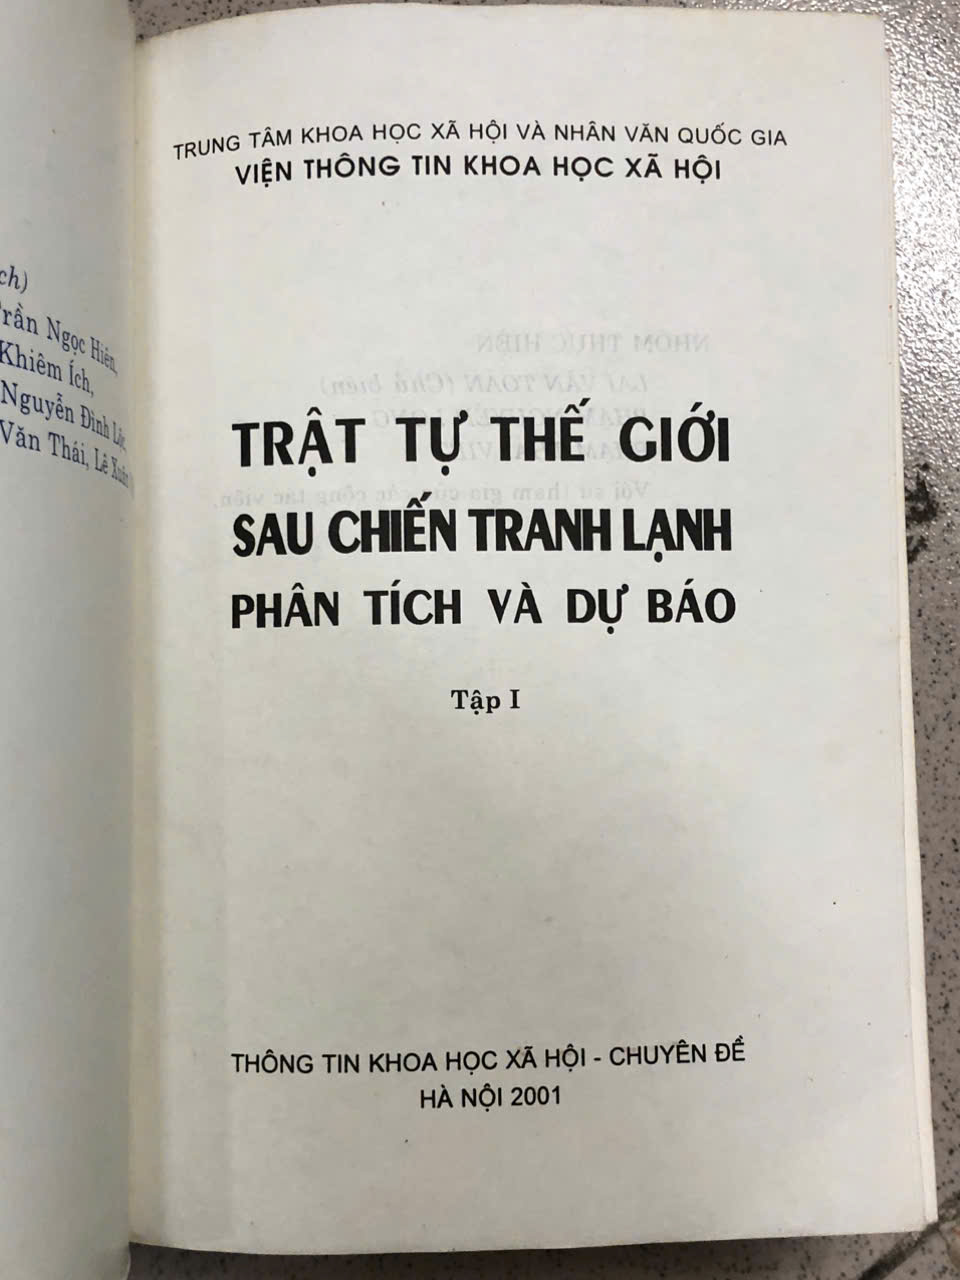 ch)
Trần Ngọc Hiên,
Khiêm Ích,
Nguyễn Đình Lộc,
Văn Thái, Lê Xuân
TRUNG TÂM KHOA HỌC XÃ HỘI VÀ NHÂN VĂN QUỐC GIA
VIỆN THÔNG TIN KHOA HỌC XÃ HỘI
TRẬT TỰ THẾ GIỚI
SAU CHIẾN TRANH LẠNH
PHÂN TÍCH VÀ DỰ BÁO
Tập I
THÔNG TIN KHOA HỌC XÃ HỘI - CHUYÊN ĐỀ
HÀ NỘI 2001